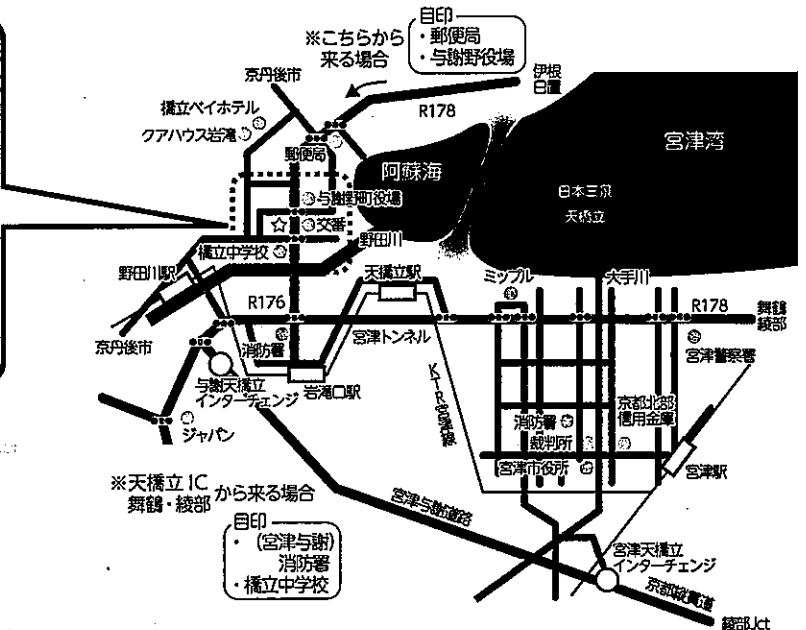 ※こちらから
来る場合
目印
・郵便局
・与謝野役場
京丹後市
伊根
日置
R178
橋立ベイホテル
クアハウス岩滝
郵便局
阿蘇海
宮津湾
日本三景
天橋立
与謝野町役場
交番
野田川
橋立中学校
野田川駅
天橋立駅
ミップル
大手川
R176
R178
舞鶴
綾部
京丹後市
消防署
宮津トンネル
宮津警察署
与謝天橋立
インターチェンジ
岩滝口駅
KTR宮津線
ジャパン
消防署
京都北部
信用金庫
裁判所
宮津市役所
宮津駅
※天橋立IC
舞鶴・綾部
から来る場合
目印
・(宮津与謝)
消防署
・橋立中学校
宮津与謝道路
宮津天橋立
インターチェンジ
京都縦貫道
綾部Jct